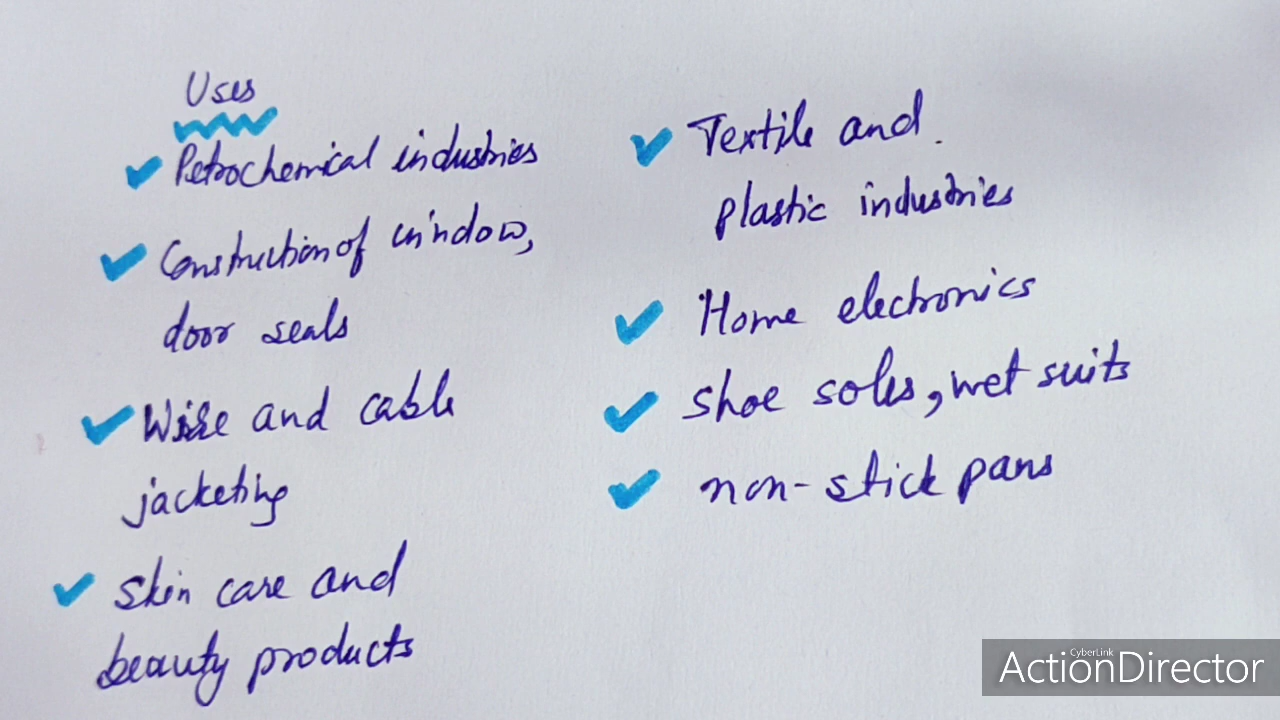 Uses
Petrochemical industries
Construction of window,
door seals
Wire and cable
jacketing
Skin care and
beauty products
Textile and
plastic industries
Home electronics
shoe soles, wet suits
non-stick pans
CyberLink
ActionDirector